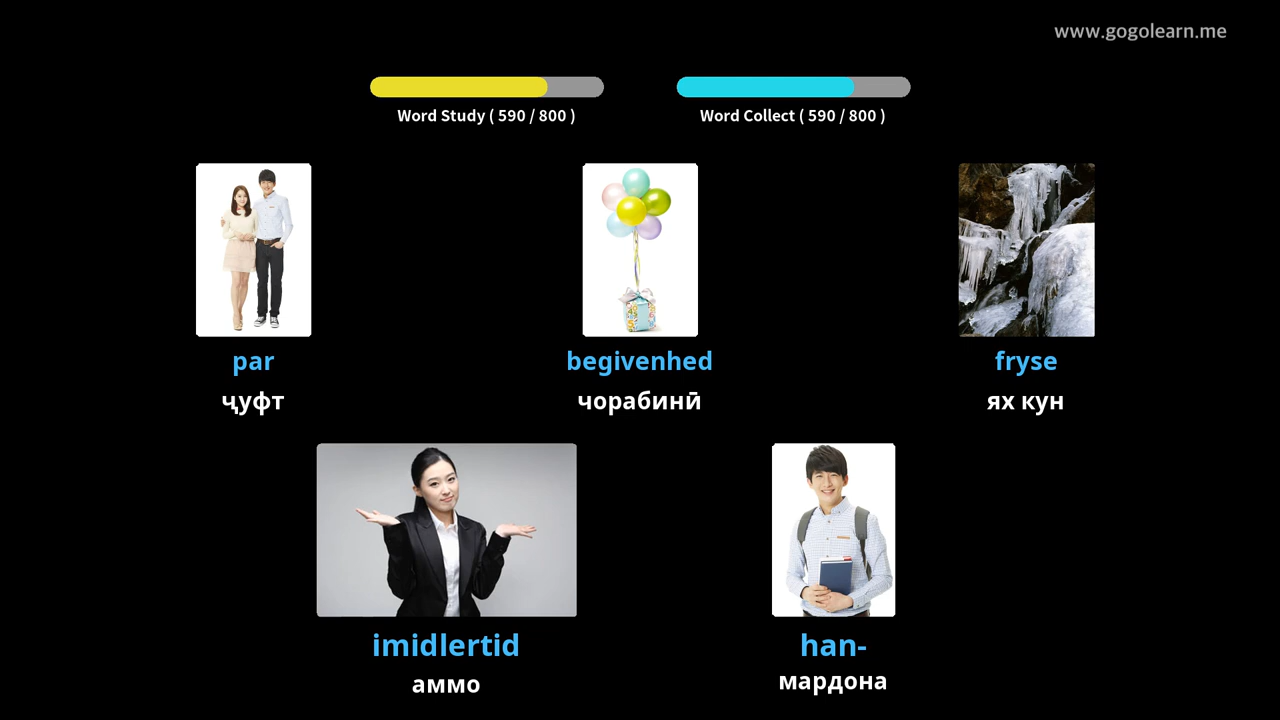 www.gogolearn.me
Word Study ( 590 / 800 )
Word Collect ( 590 / 800 )
par
ҷуфт
begivenhed
чорабинӣ
fryse
ях кун
imidlertid
аммо
han-
мардона